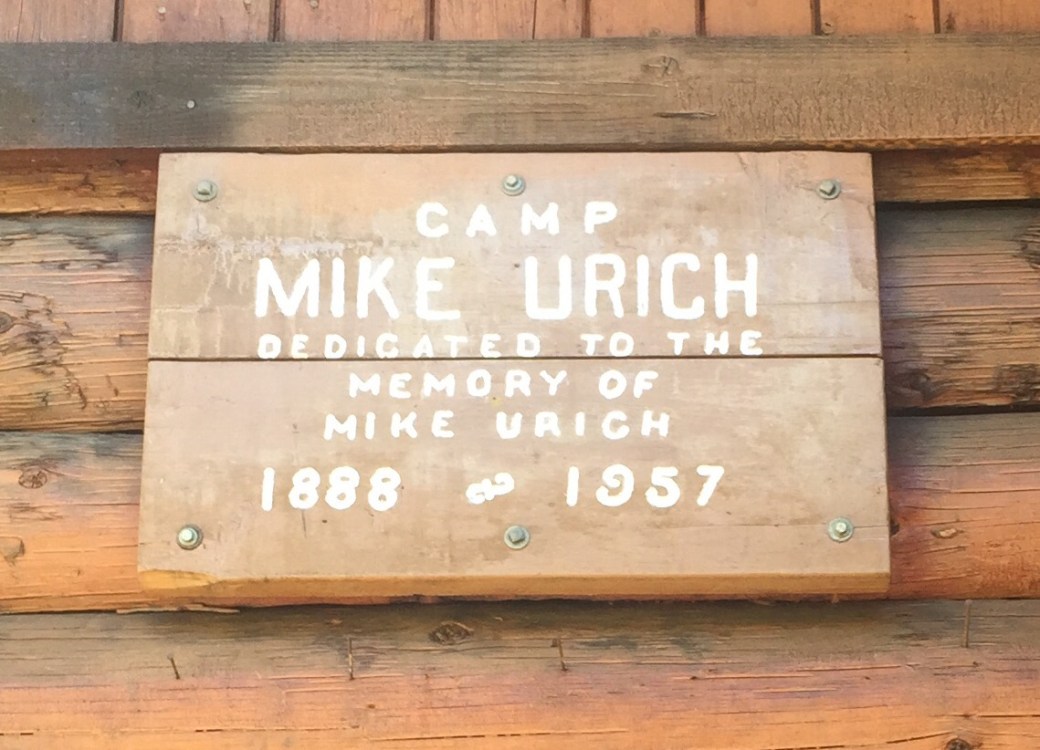 CAMP
MIKE URICH
DEDICATED TO THE
MEMORY OF
MIKE URICH
1888 1957